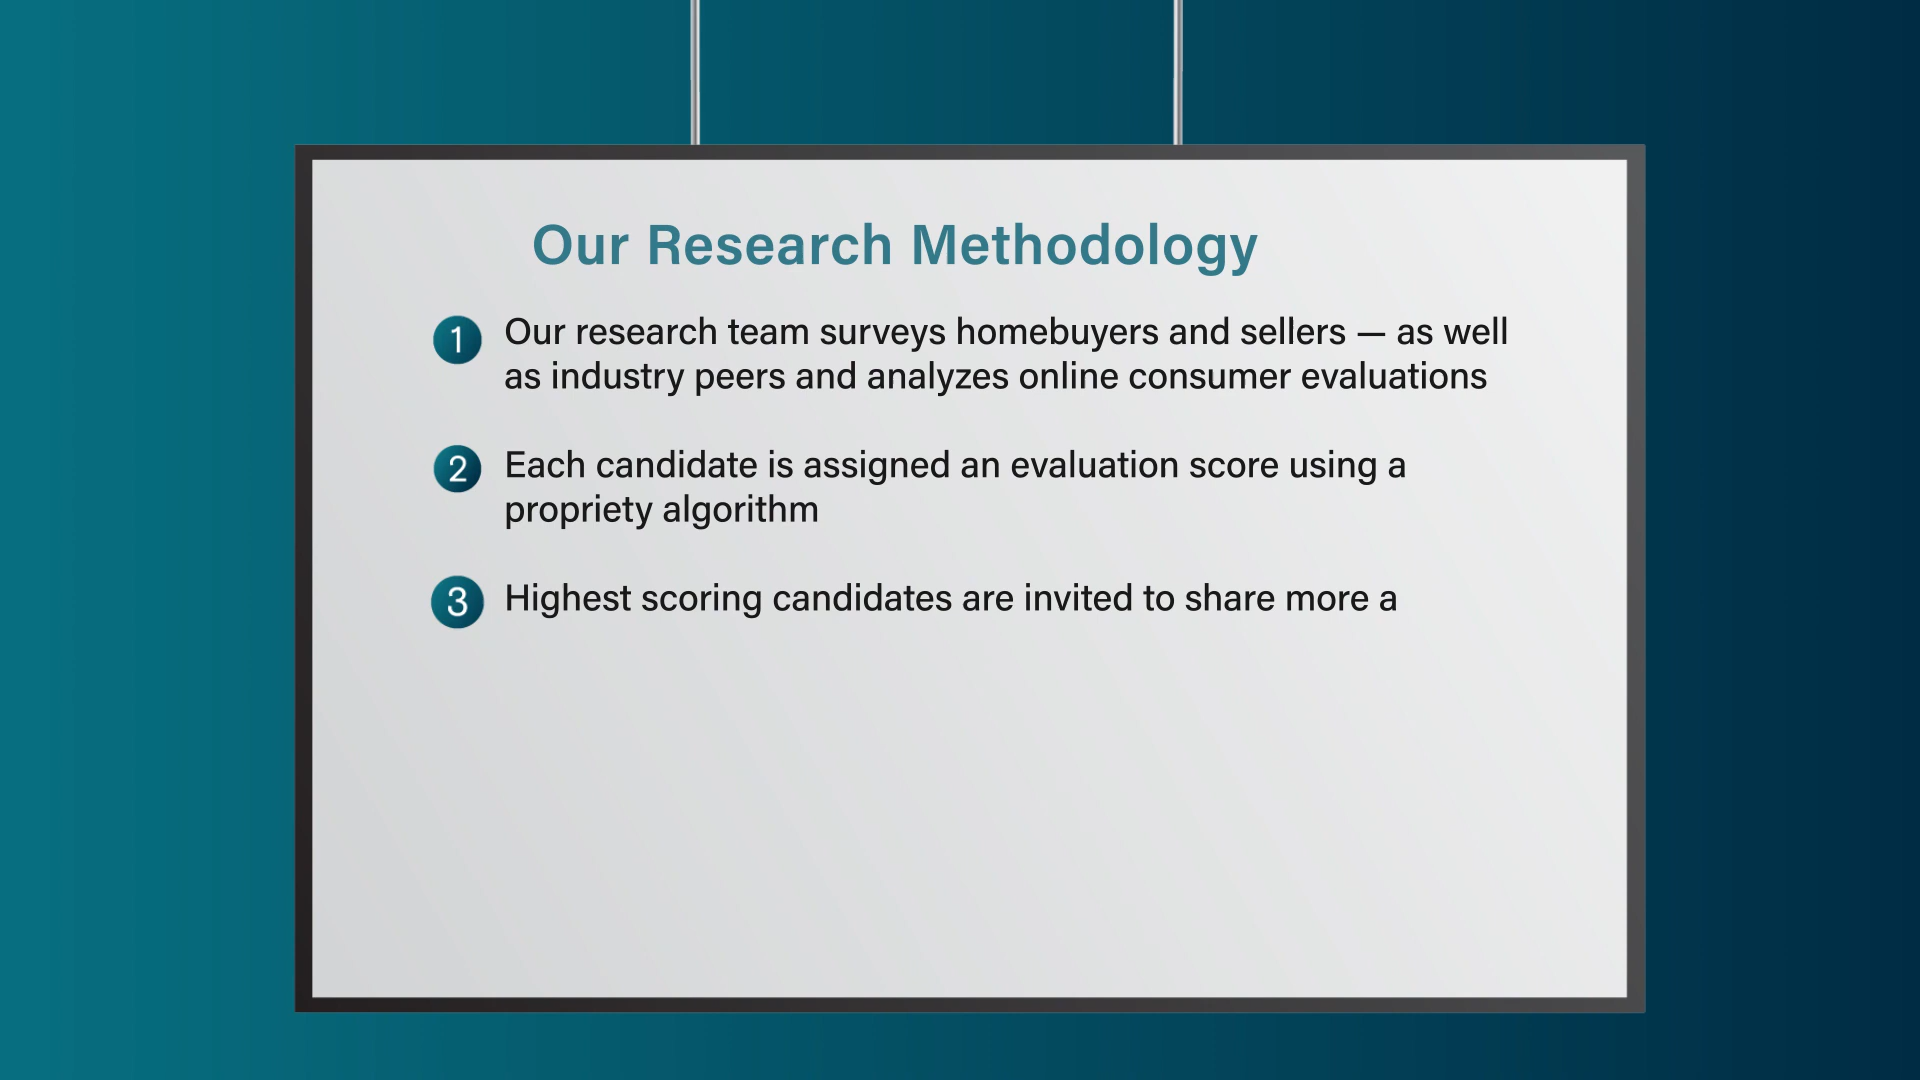 Our Research Methodology
1 Our research team surveys homebuyers and sellers — as well
as industry peers and analyzes online consumer evaluations
2 Each candidate is assigned an evaluation score using a
propriety algorithm
3 Highest scoring candidates are invited to share more a